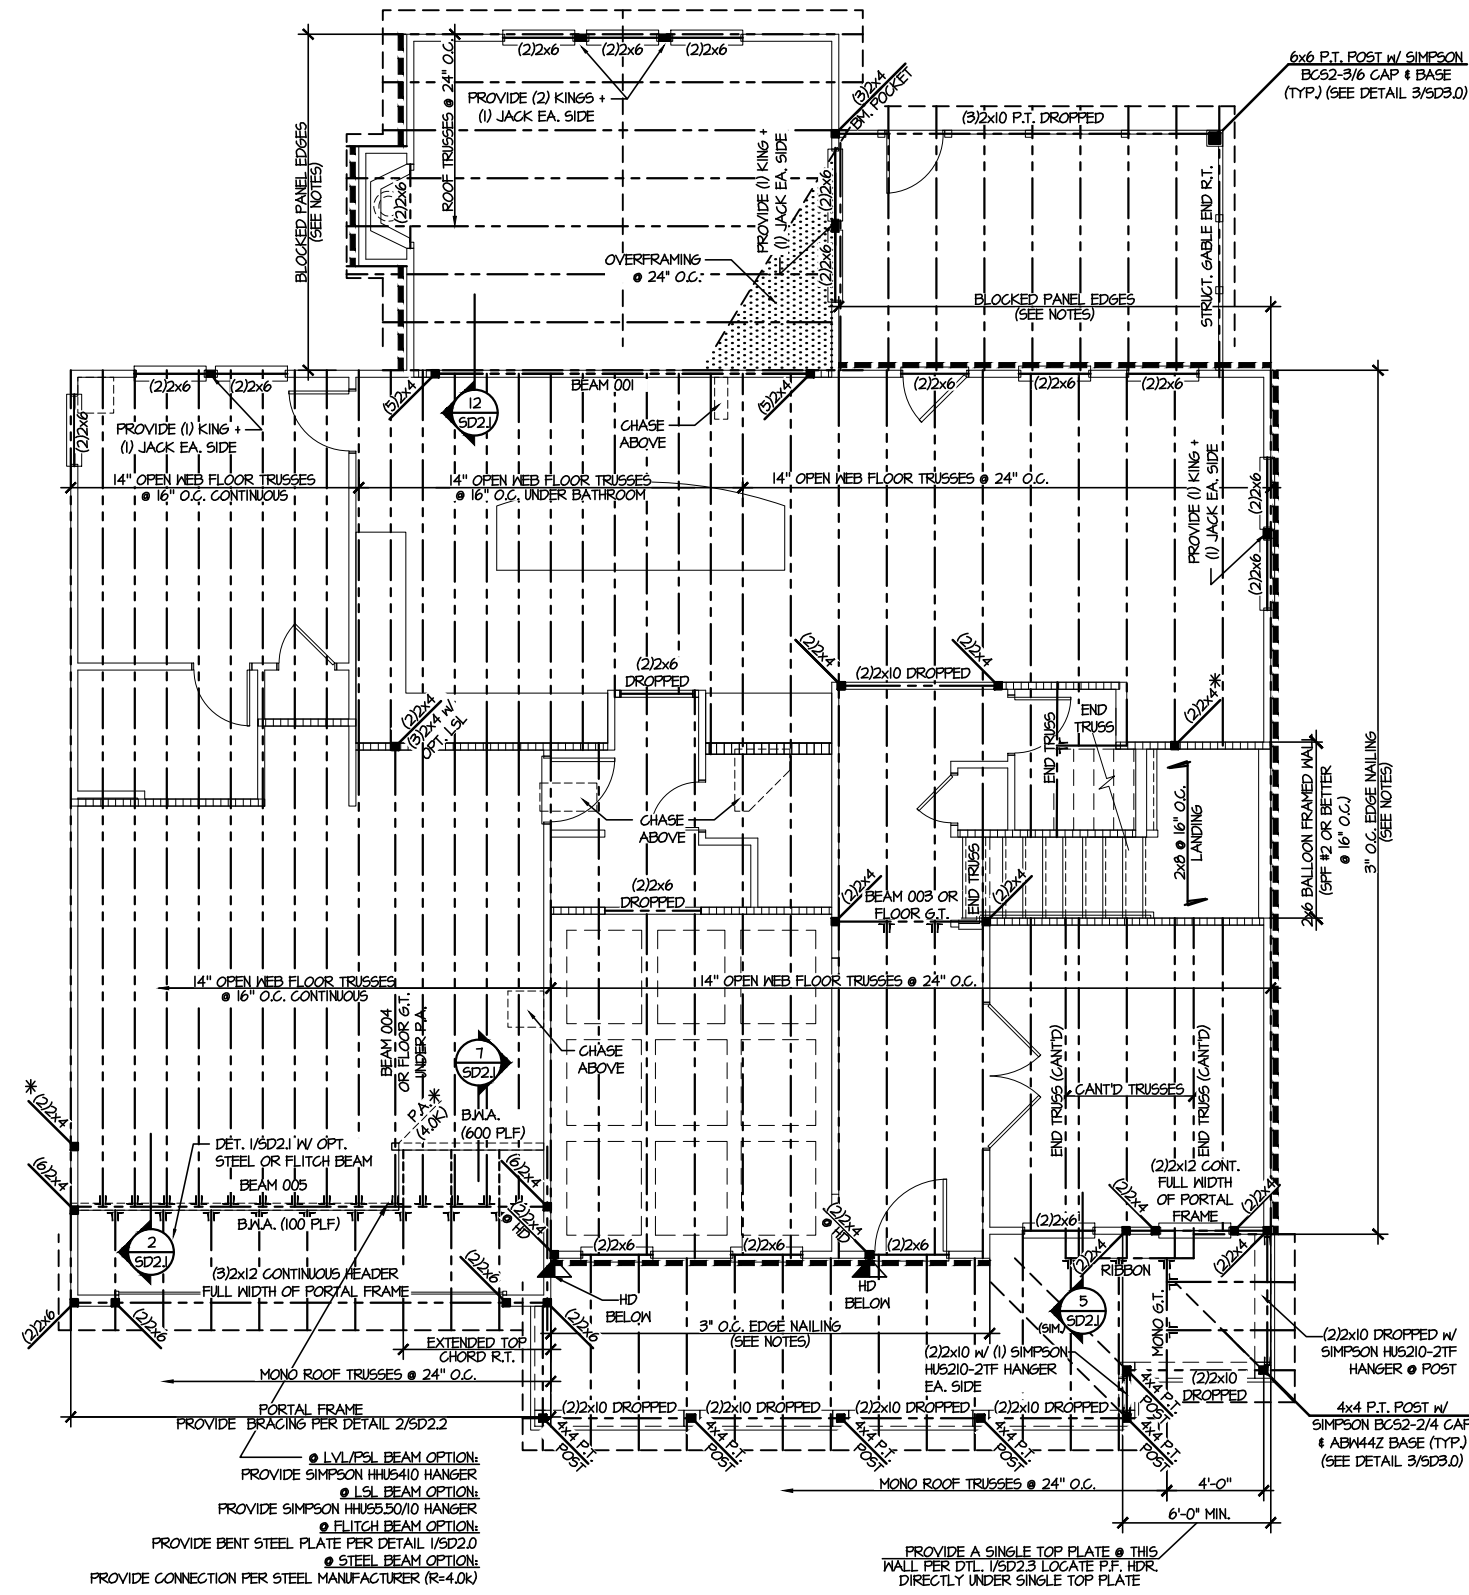 (2)2x6
(2)2x6
(2)2x6
ROOF TRUSSES @ 24" O.C.
PROVIDE (2) KINGS +
(1) JACK EA. SIDE
(3)2x4
BM. POCKET
6x6 P.T. POST w/ SIMPSON
BCS2-3/6 CAP & BASE
(TYP.) (SEE DETAIL 3/SD3.0)
(3)2x10 P.T. DROPPED
BLOCKED PANEL EDGES
(SEE NOTES)
(2)2x6
PROVIDE (1) KING +
(1) JACK EA. SIDE
(2)2x6
(2)2x6
STRUCT. GABLE END R.T.
OVERFRAMING
@ 24" O.C.
BLOCKED PANEL EDGES
(SEE NOTES)
(2)2x6
(2)2x6
(2)2x6
PROVIDE (1) KING +
(1) JACK EA. SIDE
(5)2x4
BEAM 001
(5)2x4
12
SD2.1
CHASE
ABOVE
(2)2x6
(2)2x6
(2)2x6
PROVIDE (1) KING +
(1) JACK EA. SIDE
(2)2x6
(2)2x6
14" OPEN WEB FLOOR TRUSSES
@ 16" O.C. CONTINUOUS
14" OPEN WEB FLOOR TRUSSES
@ 16" O.C. UNDER BATHROOM
14" OPEN WEB FLOOR TRUSSES @ 24" O.C.
(2)2x4
(2)2x10 DROPPED
(2)2x4
(2)2x6
DROPPED
(2)2x4
(3)2x4 W/
OPT. LSL
END TRUSS
END
TRUSS
(2)2x4*
2x8 @ 16" O.C.
LANDING
2x6 BALLOON FRAMED WALL
(SPF #2 OR BETTER
@ 16" O.C.)
3" O.C. EDGE NAILING
(SEE NOTES)
CHASE
ABOVE
(2)2x6
DROPPED
(2)2x4
BEAM 003 OR
FLOOR G.T.
END TRUSS
(2)2x4
14" OPEN WEB FLOOR TRUSSES
@ 16" O.C. CONTINUOUS
14" OPEN WEB FLOOR TRUSSES @ 24" O.C.
BEAM 004
OR FLOOR G.T.
UNDER P.A.
7
SD2.1
CHASE
ABOVE
P.A.*
(4.0K)
B.W.A.
(600 PLF)
END TRUSS (CANT'D)
CANT'D TRUSSES
END TRUSS (CANT'D)
* (2)2x4
(6)2x4
DET. 1/SD2.1 W/ OPT.
STEEL OR FLITCH BEAM
BEAM 005
B.W.A. (100 PLF)
(6)2x4
(2)2x4
@ HD
(2)2x4
@ HD
(2)2x12 CONT.
FULL WIDTH
OF PORTAL
FRAME
(2)2x4
(2)2x4
(2)2x6
(2)2x6
(2)2x6
(2)2x6
(2)2x4
(2)2x4
RIBBON
2
SD2.1
(3)2x12 CONTINUOUS HEADER
FULL WIDTH OF PORTAL FRAME
(2)2x6
(2)2x6
(2)2x6
(2)2x6
HD
BELOW
HD
BELOW
5
SD2.1
(SIM.)
MONO G.T.
EXTENDED TOP
CHORD R.T.
3" O.C. EDGE NAILING
(SEE NOTES)
(2)2x10 W/ (1) SIMPSON
HUS210-2TF HANGER
EA. SIDE
(2)2x10 DROPPED W/
SIMPSON HUS210-2TF
HANGER @ POST
MONO ROOF TRUSSES @ 24" O.C.
(2)2x10
DROPPED
4x4 P.T.
POST
PORTAL FRAME
PROVIDE BRACING PER DETAIL 2/SD2.2
(2)2x10 DROPPED
(2)2x10 DROPPED
(2)2x10 DROPPED
(2)2x10 DROPPED
4x4 P.T.
POST
4x4 P.T.
POST
4x4 P.T.
POST
4x4 P.T.
POST
4x4 P.T.
POST
4x4 P.T. POST W/
SIMPSON BCS2-2/4 CAP
& ABW44Z BASE (TYP.)
(SEE DETAIL 3/SD3.0)
@ LVL/PSL BEAM OPTION:
PROVIDE SIMPSON HHUS410 HANGER
@ LSL BEAM OPTION:
PROVIDE SIMPSON HHUS5.50/10 HANGER
@ FLITCH BEAM OPTION:
PROVIDE BENT STEEL PLATE PER DETAIL 1/SD2.0
@ STEEL BEAM OPTION:
PROVIDE CONNECTION PER STEEL MANUFACTURER (R=4.0k)
MONO ROOF TRUSSES @ 24" O.C.
4'-0"
6'-0" MIN.
PROVIDE A SINGLE TOP PLATE @ THIS
WALL PER DTL. 1/SD2.3 LOCATE P.F. HDR.
DIRECTLY UNDER SINGLE TOP PLATE